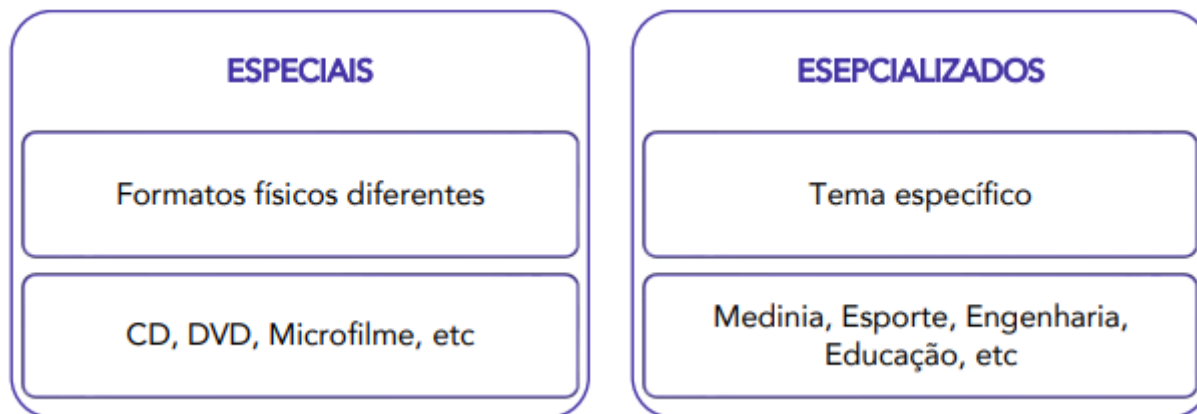 ESPECIAIS
Formatos físicos diferentes
CD, DVD, Microfilme, etc
ESEPCIALIZADOS
Tema específico
Medinia, Esporte, Engenharia,
Educação, etc